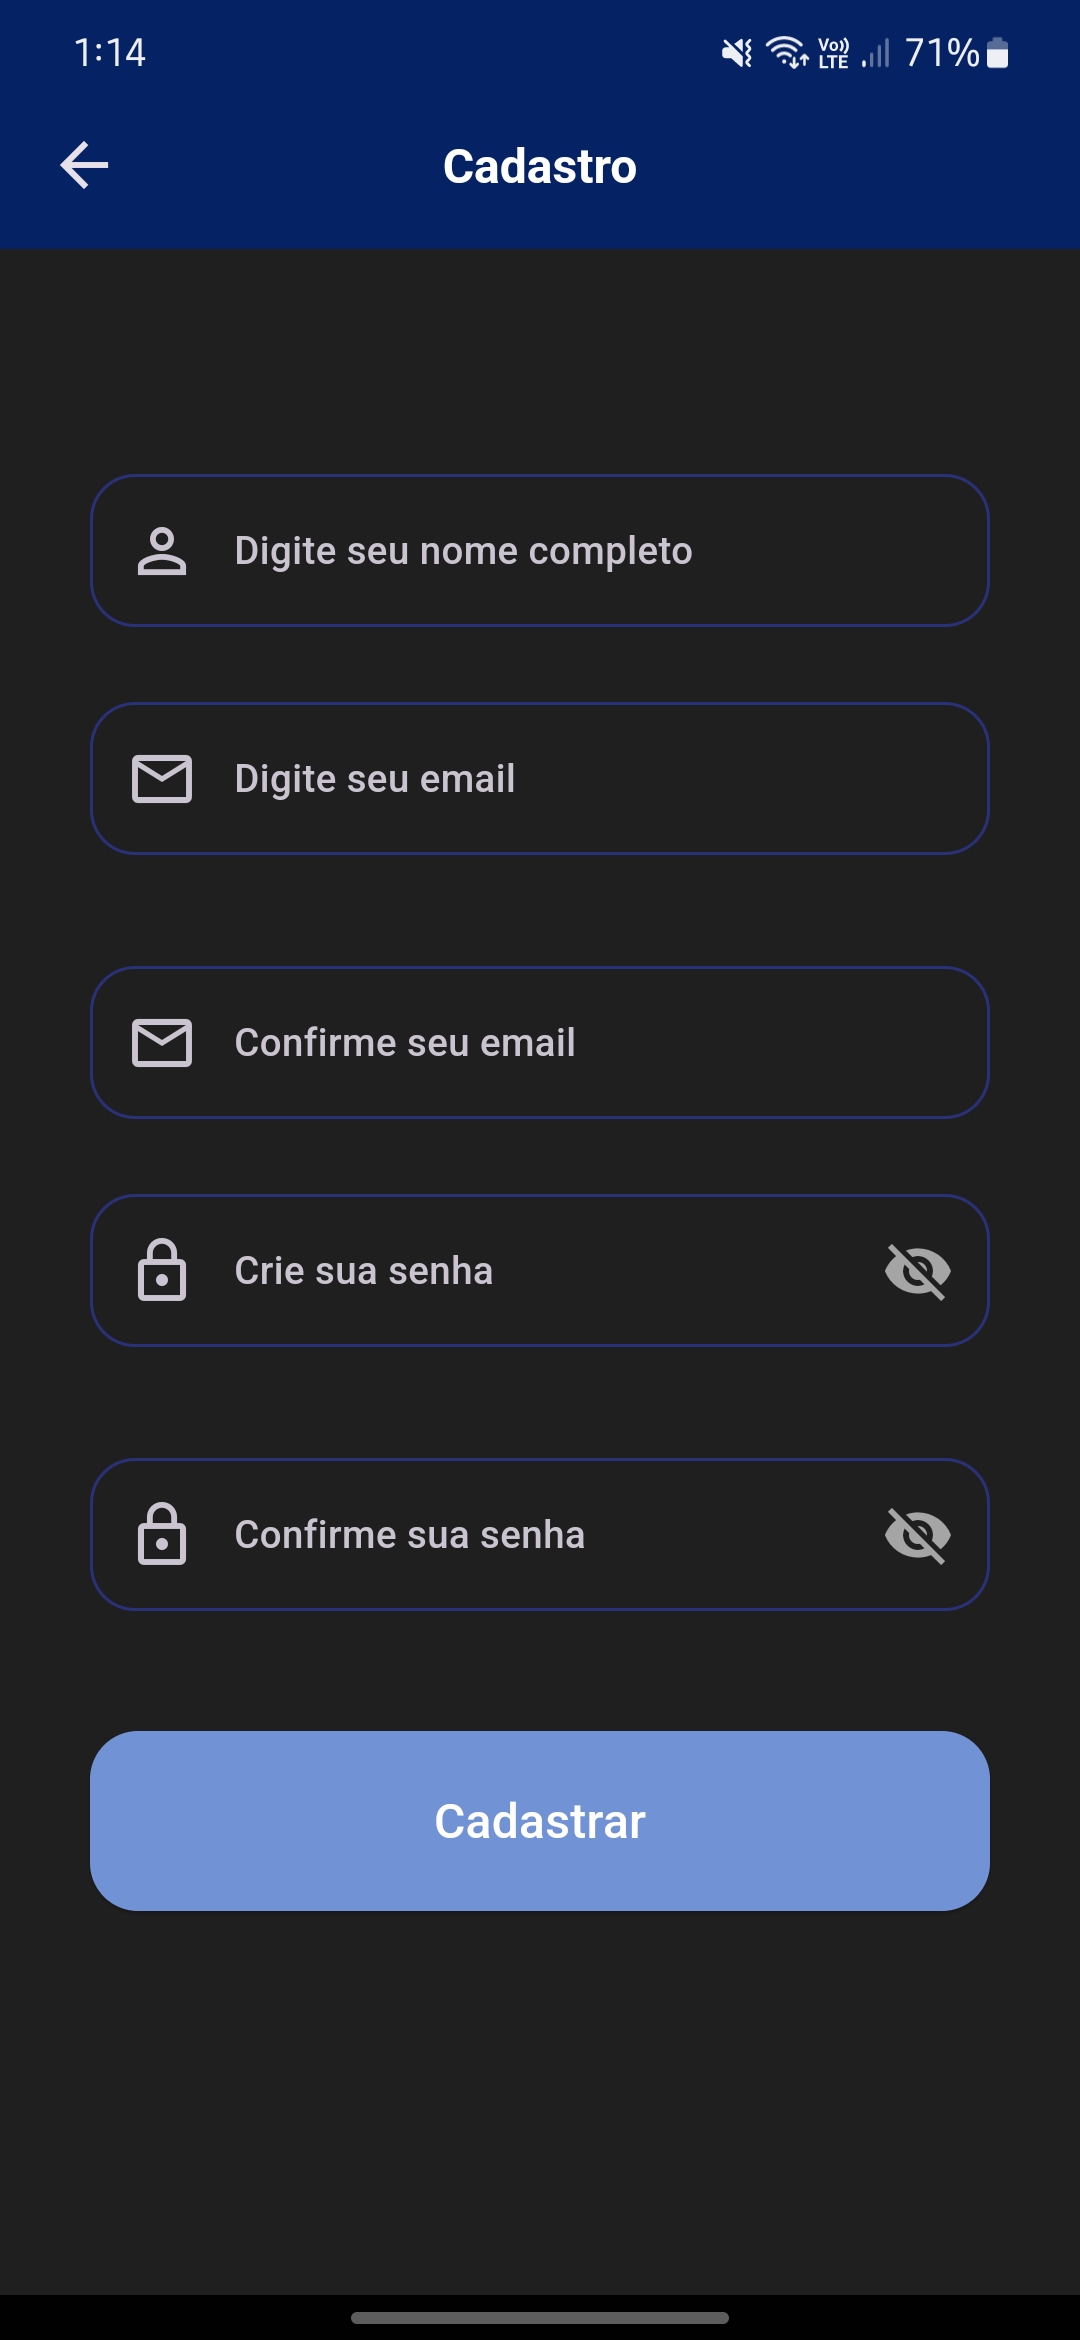 1:14
Vo)) LTE 71%
Cadastro
Digite seu nome completo
Digite seu email
Confirme seu email
Crie sua senha
Confirme sua senha
Cadastrar